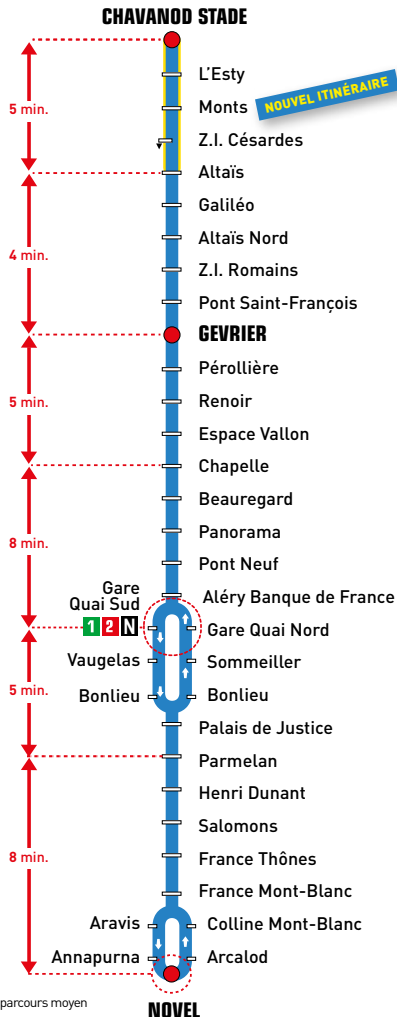 CHAVANOD STADE
L'Esty
5 min.
Monts
NOUVEL ITINÉRAIRE
Z.I. Césardes
Altaïs
Galiléo
Altaïs Nord
4 min.
Z.I. Romains
Pont Saint-François
GEVRIER
Pérollière
5 min.
Renoir
Espace Vallon
Chapelle
Beauregard
Panorama
8 min.
Pont Neuf
Gare
Quai Sud
Aléry Banque de France
1 2 N
Gare Quai Nord
Vaugelas
Sommeiller
5 min.
Bonlieu
Bonlieu
Palais de Justice
Parmelan
Henri Dunant
Salomons
8 min.
France Thônes
France Mont-Blanc
Aravis
Colline Mont-Blanc
Annapurna
Arcalod
parcours moyen
NOVEL